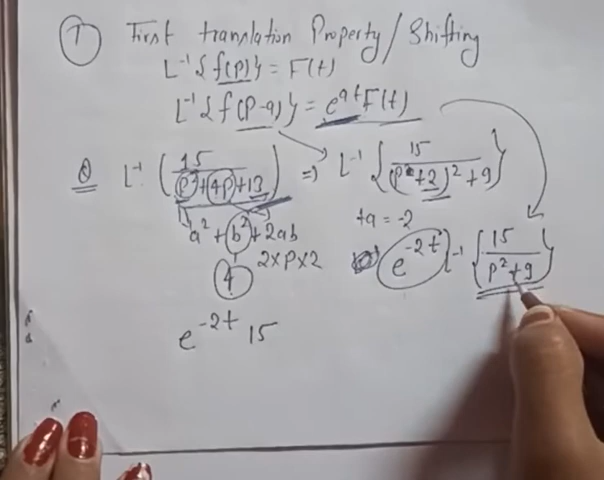 ① First translation Property/Shifting
L⁻¹{f(p)} = F(t)
L⁻¹{f(p-a)} = e^{at}F(t)
Q L⁻¹(15/(p²+4p+13)) => L⁻¹{15/((p+2)²+9)}
a²+b²+2ab
+a = -2
4
2×p×2
e^{-2t} L⁻¹{15/(p²+9)}
e^{-2t} 15